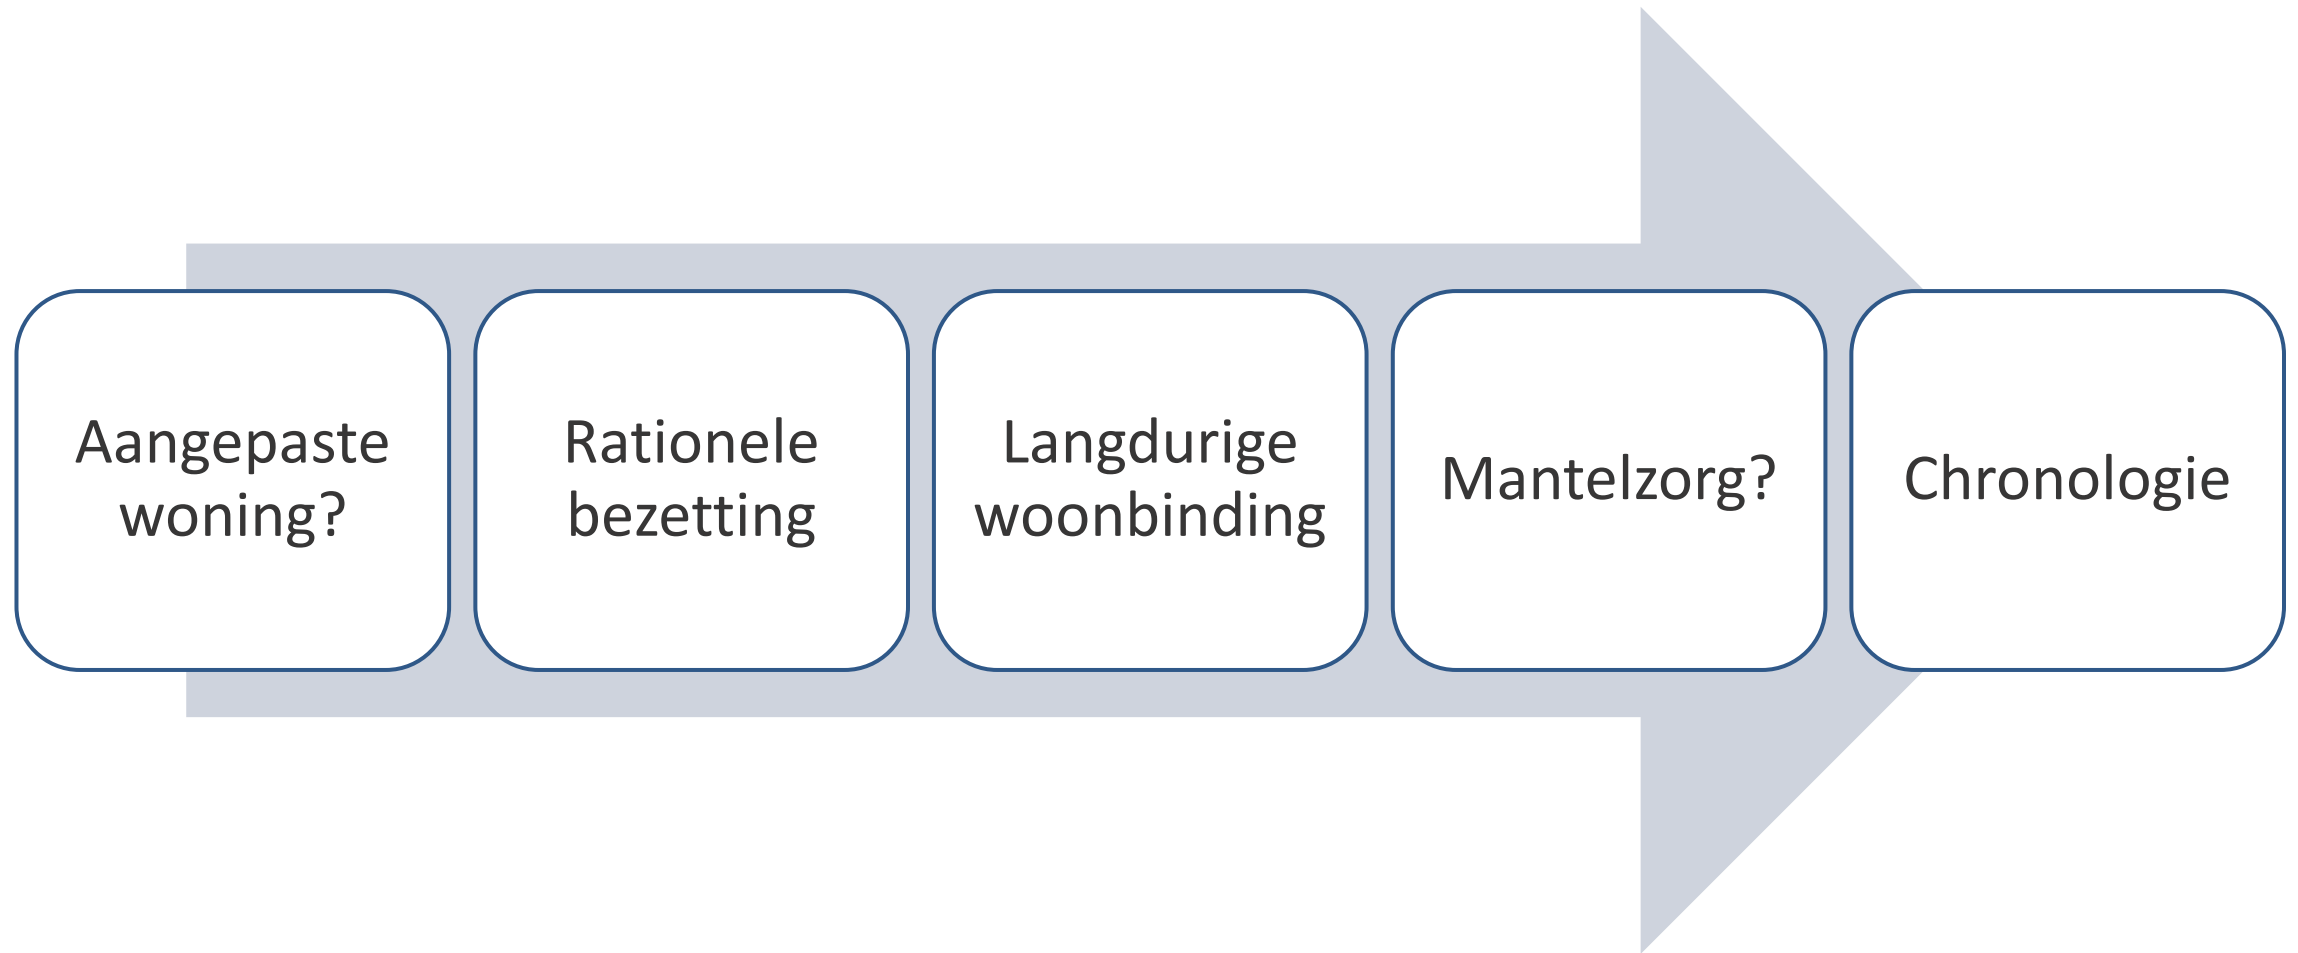 Aangepaste
woning?
Rationele
bezetting
Langdurige
woonbinding
Mantelzorg?
Chronologie